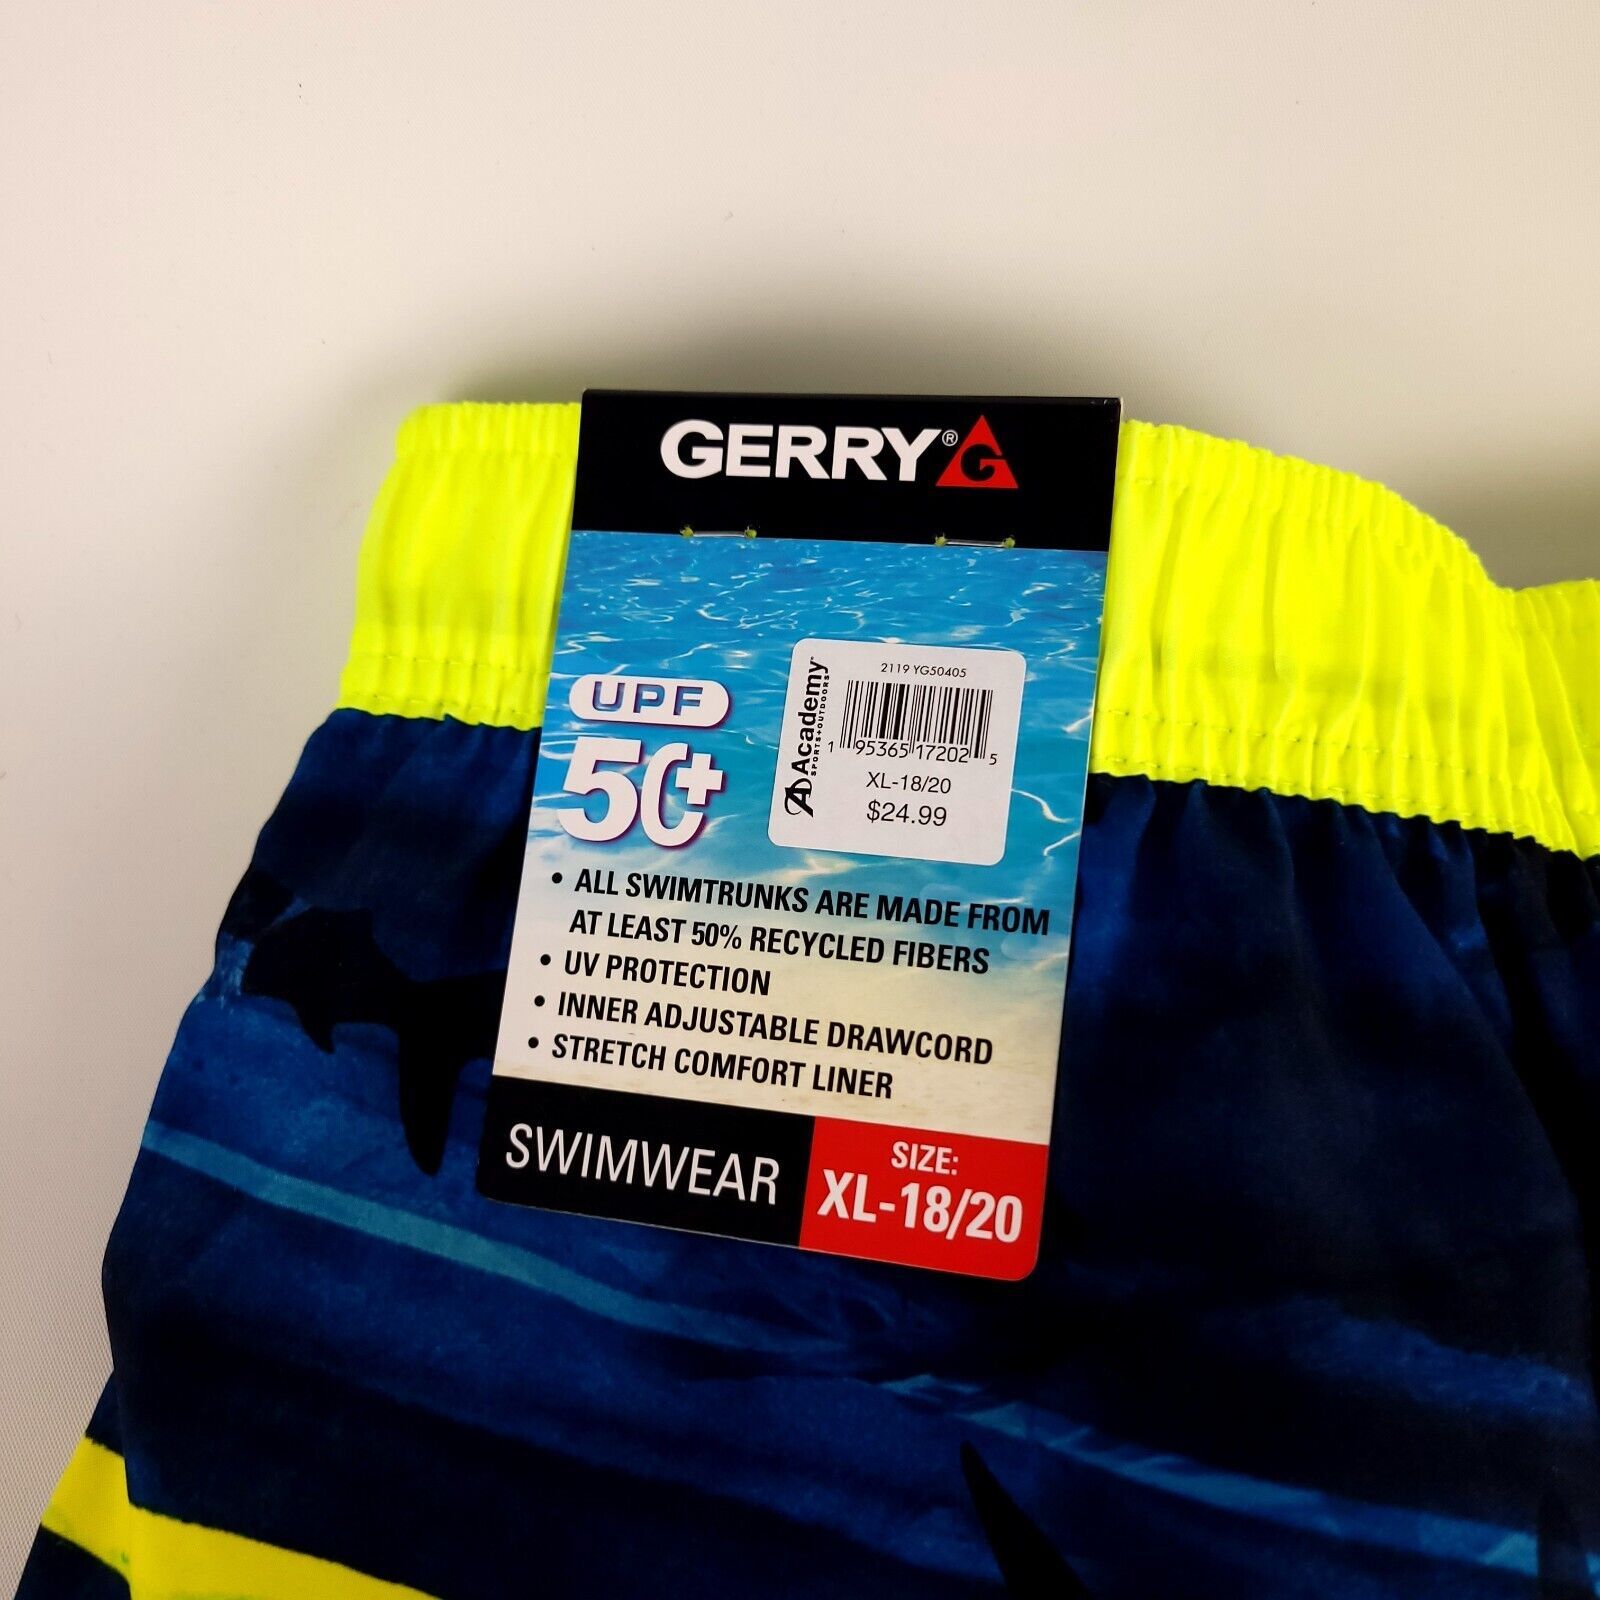 GERRY® G
UPF
50+
Academy
SPORTS+OUTDOORS
2119 YG50405
1 95365 17202 5
XL-18/20
$24.99
• ALL SWIMTRUNKS ARE MADE FROM
AT LEAST 50% RECYCLED FIBERS
• UV PROTECTION
• INNER ADJUSTABLE DRAWCORD
• STRETCH COMFORT LINER
SWIMWEAR
SIZE:
XL-18/20